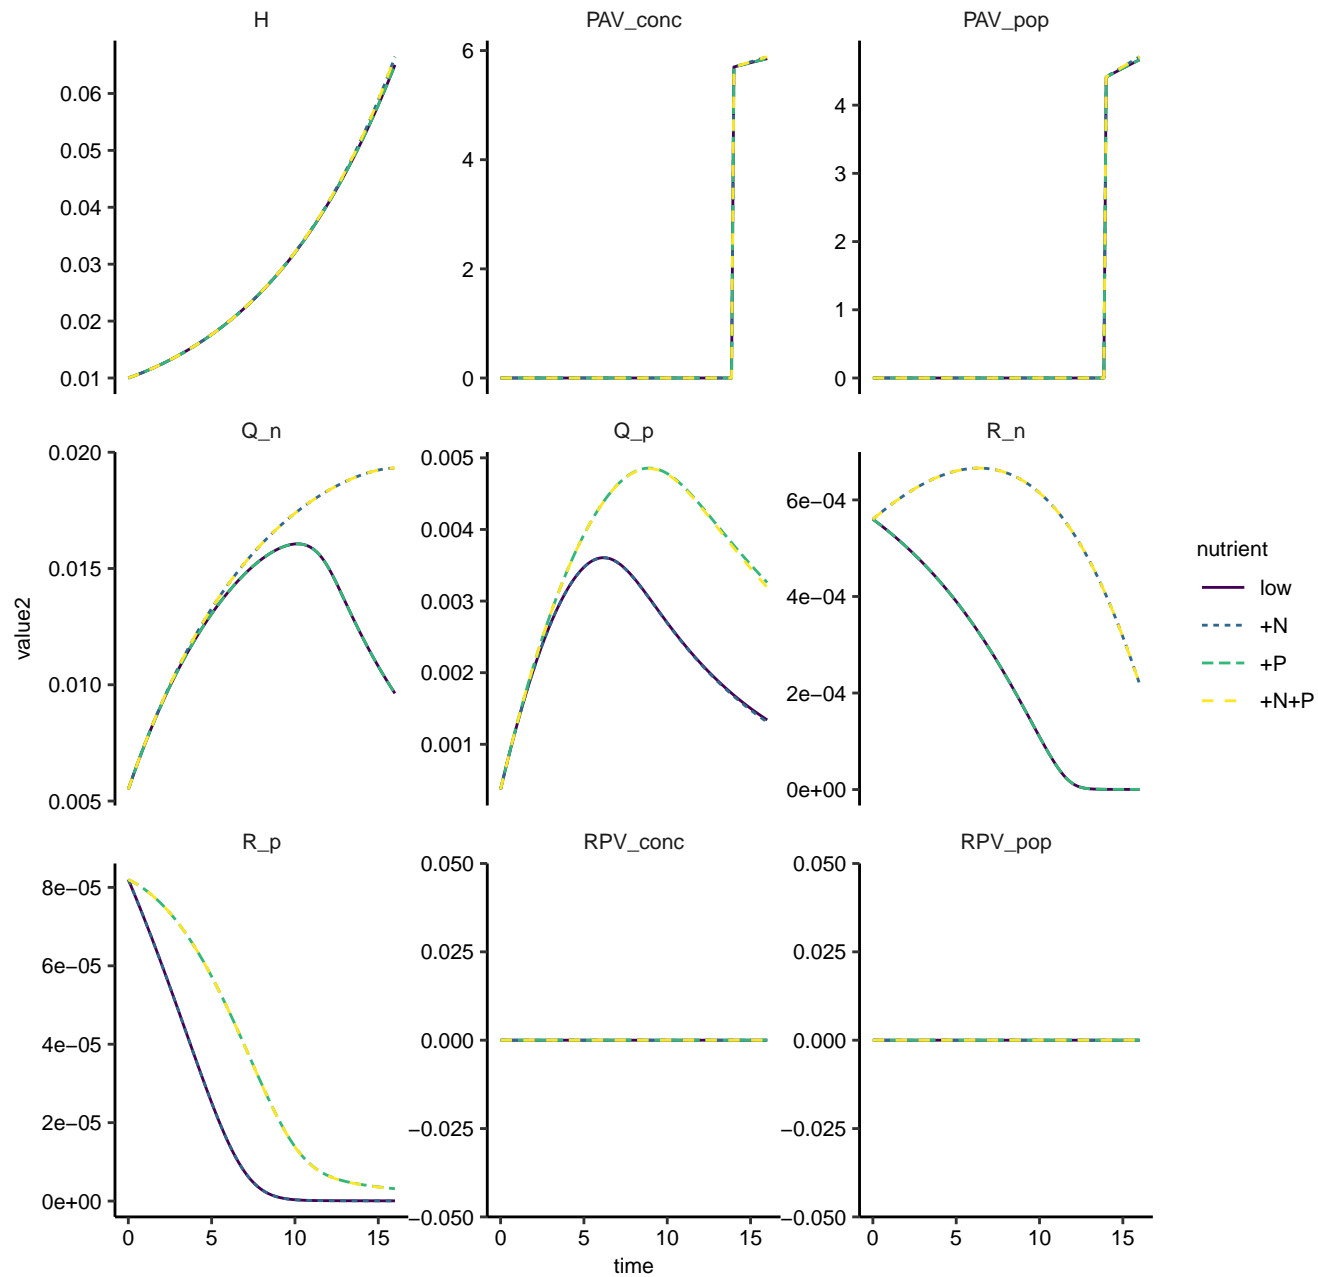 H
PAV_conc
PAV_pop
0.06
0.05
0.04
0.03
0.02
0.01
6
4
2
0
4
3
2
1
0
Q_n
Q_p
R_n
0.020
0.015
0.010
0.005
0.005
0.004
0.003
0.002
0.001
6e−04
4e−04
2e−04
0e+00
R_p
RPV_conc
RPV_pop
8e−05
6e−05
4e−05
2e−05
0e+00
0.050
0.025
0.000
−0.025
−0.050
0.050
0.025
0.000
−0.025
−0.050
0 5 10 15
0 5 10 15
0 5 10 15
time
value2
nutrient
low
+N
+P
+N+P